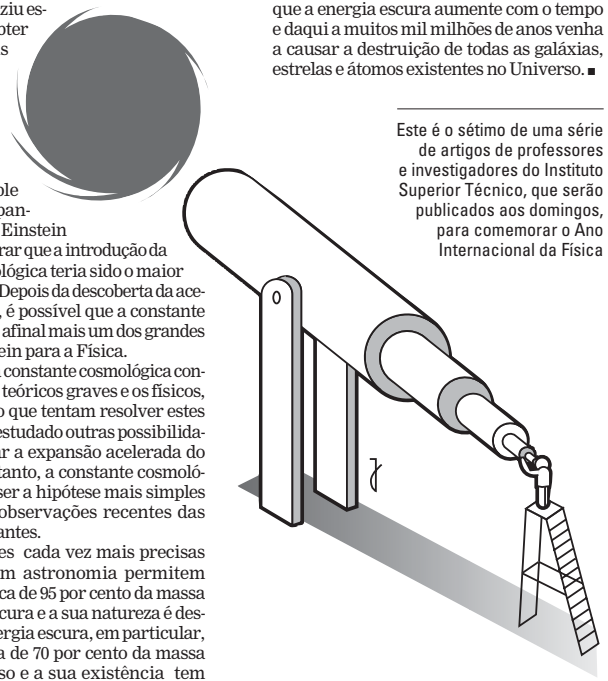 ziu es-
oter
s
ple
pan-
Einstein
rar que a introdução da
ológica teria sido o maior
Depois da descoberta da ace-
, é possível que a constante
afinal mais um dos grandes
ein para a Física.
constante cosmológica con-
teóricos graves e os físicos,
o que tentam resolver estes
estudado outras possibilida-
ar a expansão acelerada do
tanto, a constante cosmoló-
ser a hipótese mais simples
observações recentes das
antes.
es cada vez mais precisas
m astronomia permitem
ca de 95 por cento da massa
cura e a sua natureza é des-
ergia escura, em particular,
a de 70 por cento da massa
so e a sua existência tem
que a energia escura aumente com o tempo
e daqui a muitos mil milhões de anos venha
a causar a destruição de todas as galáxias,
estrelas e átomos existentes no Universo. ■
Este é o sétimo de uma série
de artigos de professores
e investigadores do Instituto
Superior Técnico, que serão
publicados aos domingos,
para comemorar o Ano
Internacional da Física